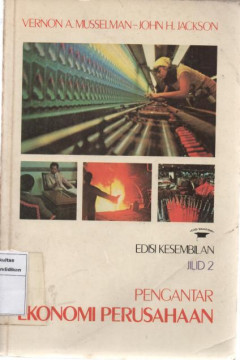 VERNON A. MUSSELMAN-JOHN H. JACKSON
EDISI KESEMBILAN
JILID 2
PENGANTAR
EKONOMI PERUSAHAAN